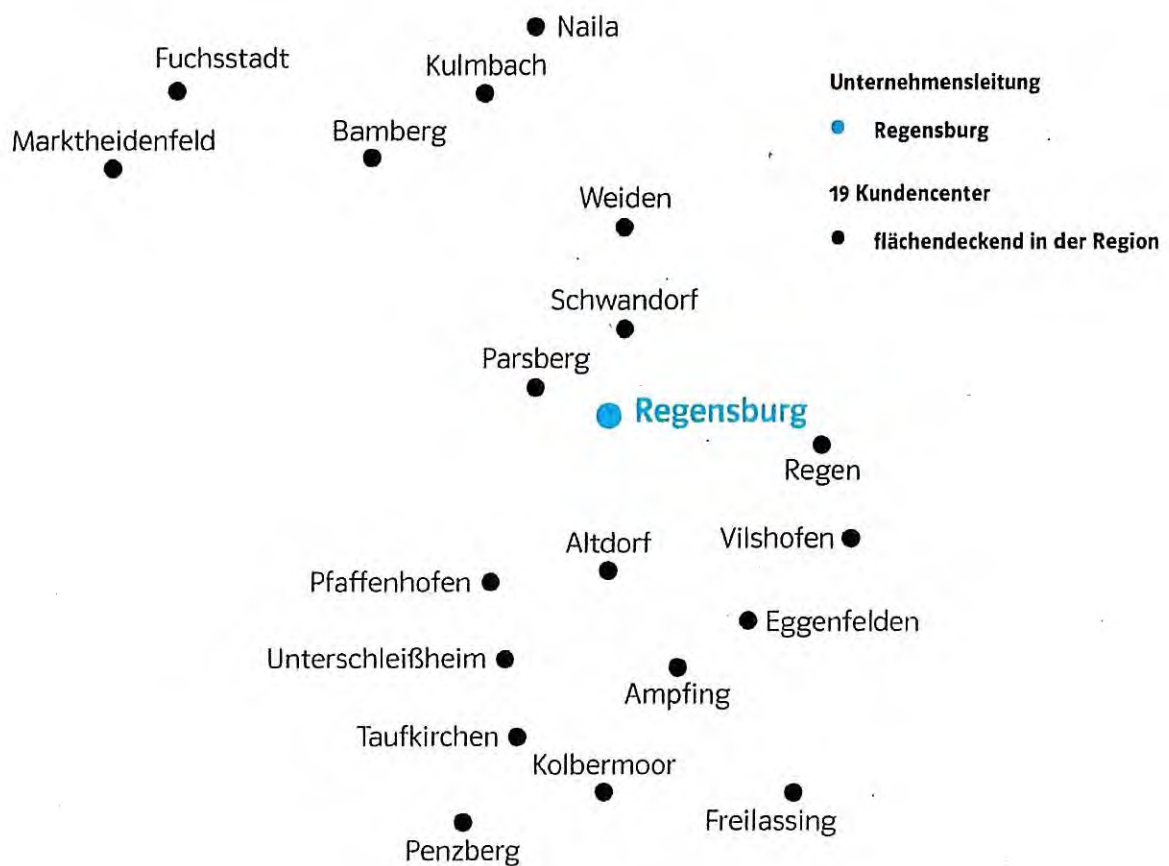 Naila
Fuchsstadt
Kulmbach
Marktheidenfeld
Bamberg
Weiden
Schwandorf
Parsberg
Regensburg
Regen
Altdorf
Vilshofen
Pfaffenhofen
Eggenfelden
Unterschleißheim
Ampfing
Taufkirchen
Kolbermoor
Freilassing
Penzberg
Unternehmensleitung
Regensburg
19 Kundencenter
flächendeckend in der Region